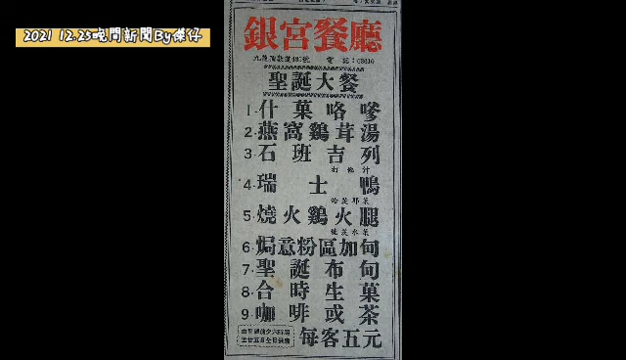 2021 12.25晚間新聞By傑仔
銀宮餐廳
聖誕大餐
1.什菓咯嗲
2.燕窩鷄茸湯
3.石班吉列
4.瑞士鴨
5.燒火鷄火腿
6.焗意粉區加甸
7.聖誕布甸
8.合時生菓
9.咖啡或茶
每客五元